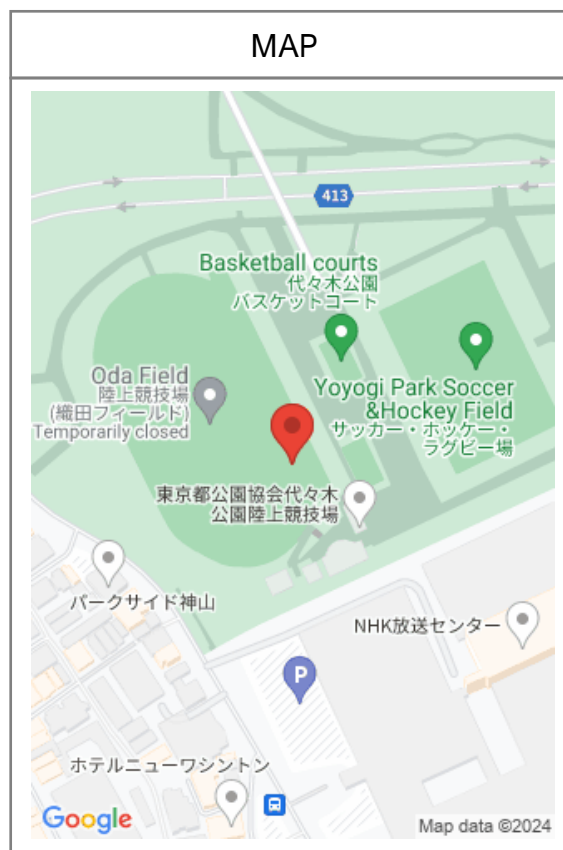 MAP
413
Basketball courts
代々木公園
バスケットコート
Oda Field
陸上競技場
(織田フィールド)
Temporarily closed
Yoyogi Park Soccer
&Hockey Field
サッカー・ホッケー・
ラグビー場
東京都公園協会代々木
公園陸上競技場
パークサイド神山
NHK放送センター
P
ホテルニューワシントン
Google
Map data ©2024